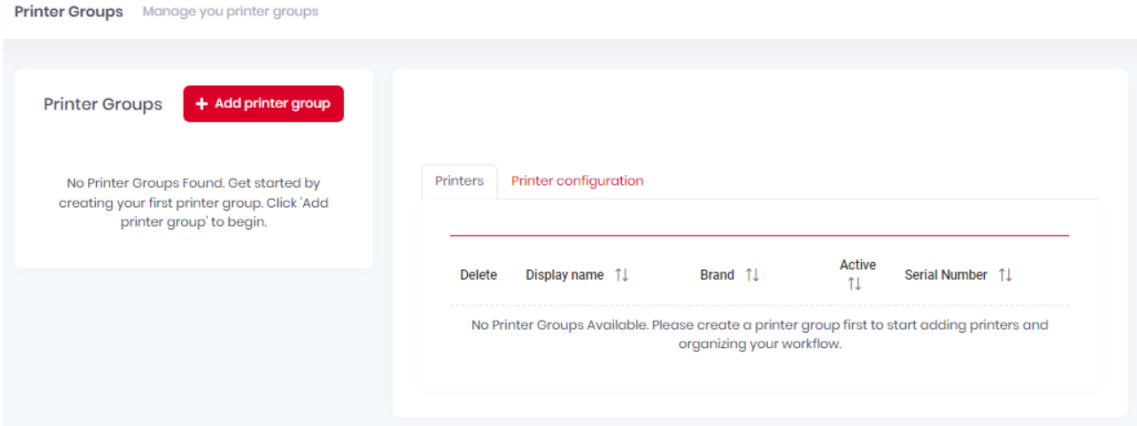 Printer Groups Manage you printer groups
Printer Groups + Add printer group
No Printer Groups Found. Get started by
creating your first printer group. Click 'Add
printer group' to begin.
Printers Printer configuration
Delete Display name ↑↓ Brand ↑↓ Active ↑↓ Serial Number ↑↓
No Printer Groups Available. Please create a printer group first to start adding printers and
organizing your workflow.